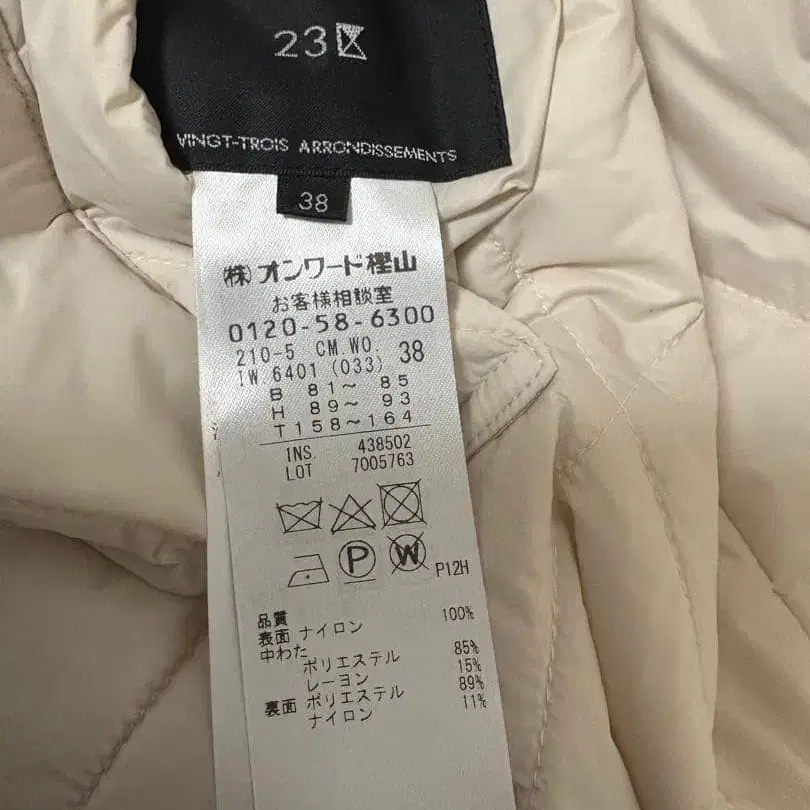 23区
VINGT-TROIS ARRONDISSEMENTS
38
(株)オンワード樫山
お客様相談室
0120-58-6300
210-5 CM.WO. 38
IW 6401 (033)
B 81～ 85
H 89～ 93
T 158～164
INS. 438502
LOT 7005763
P W P12H
品質
表面 ナイロン 100%
中わた
ポリエステル 85%
レーヨン 15%
裏面 ポリエステル 89%
ナイロン 11%